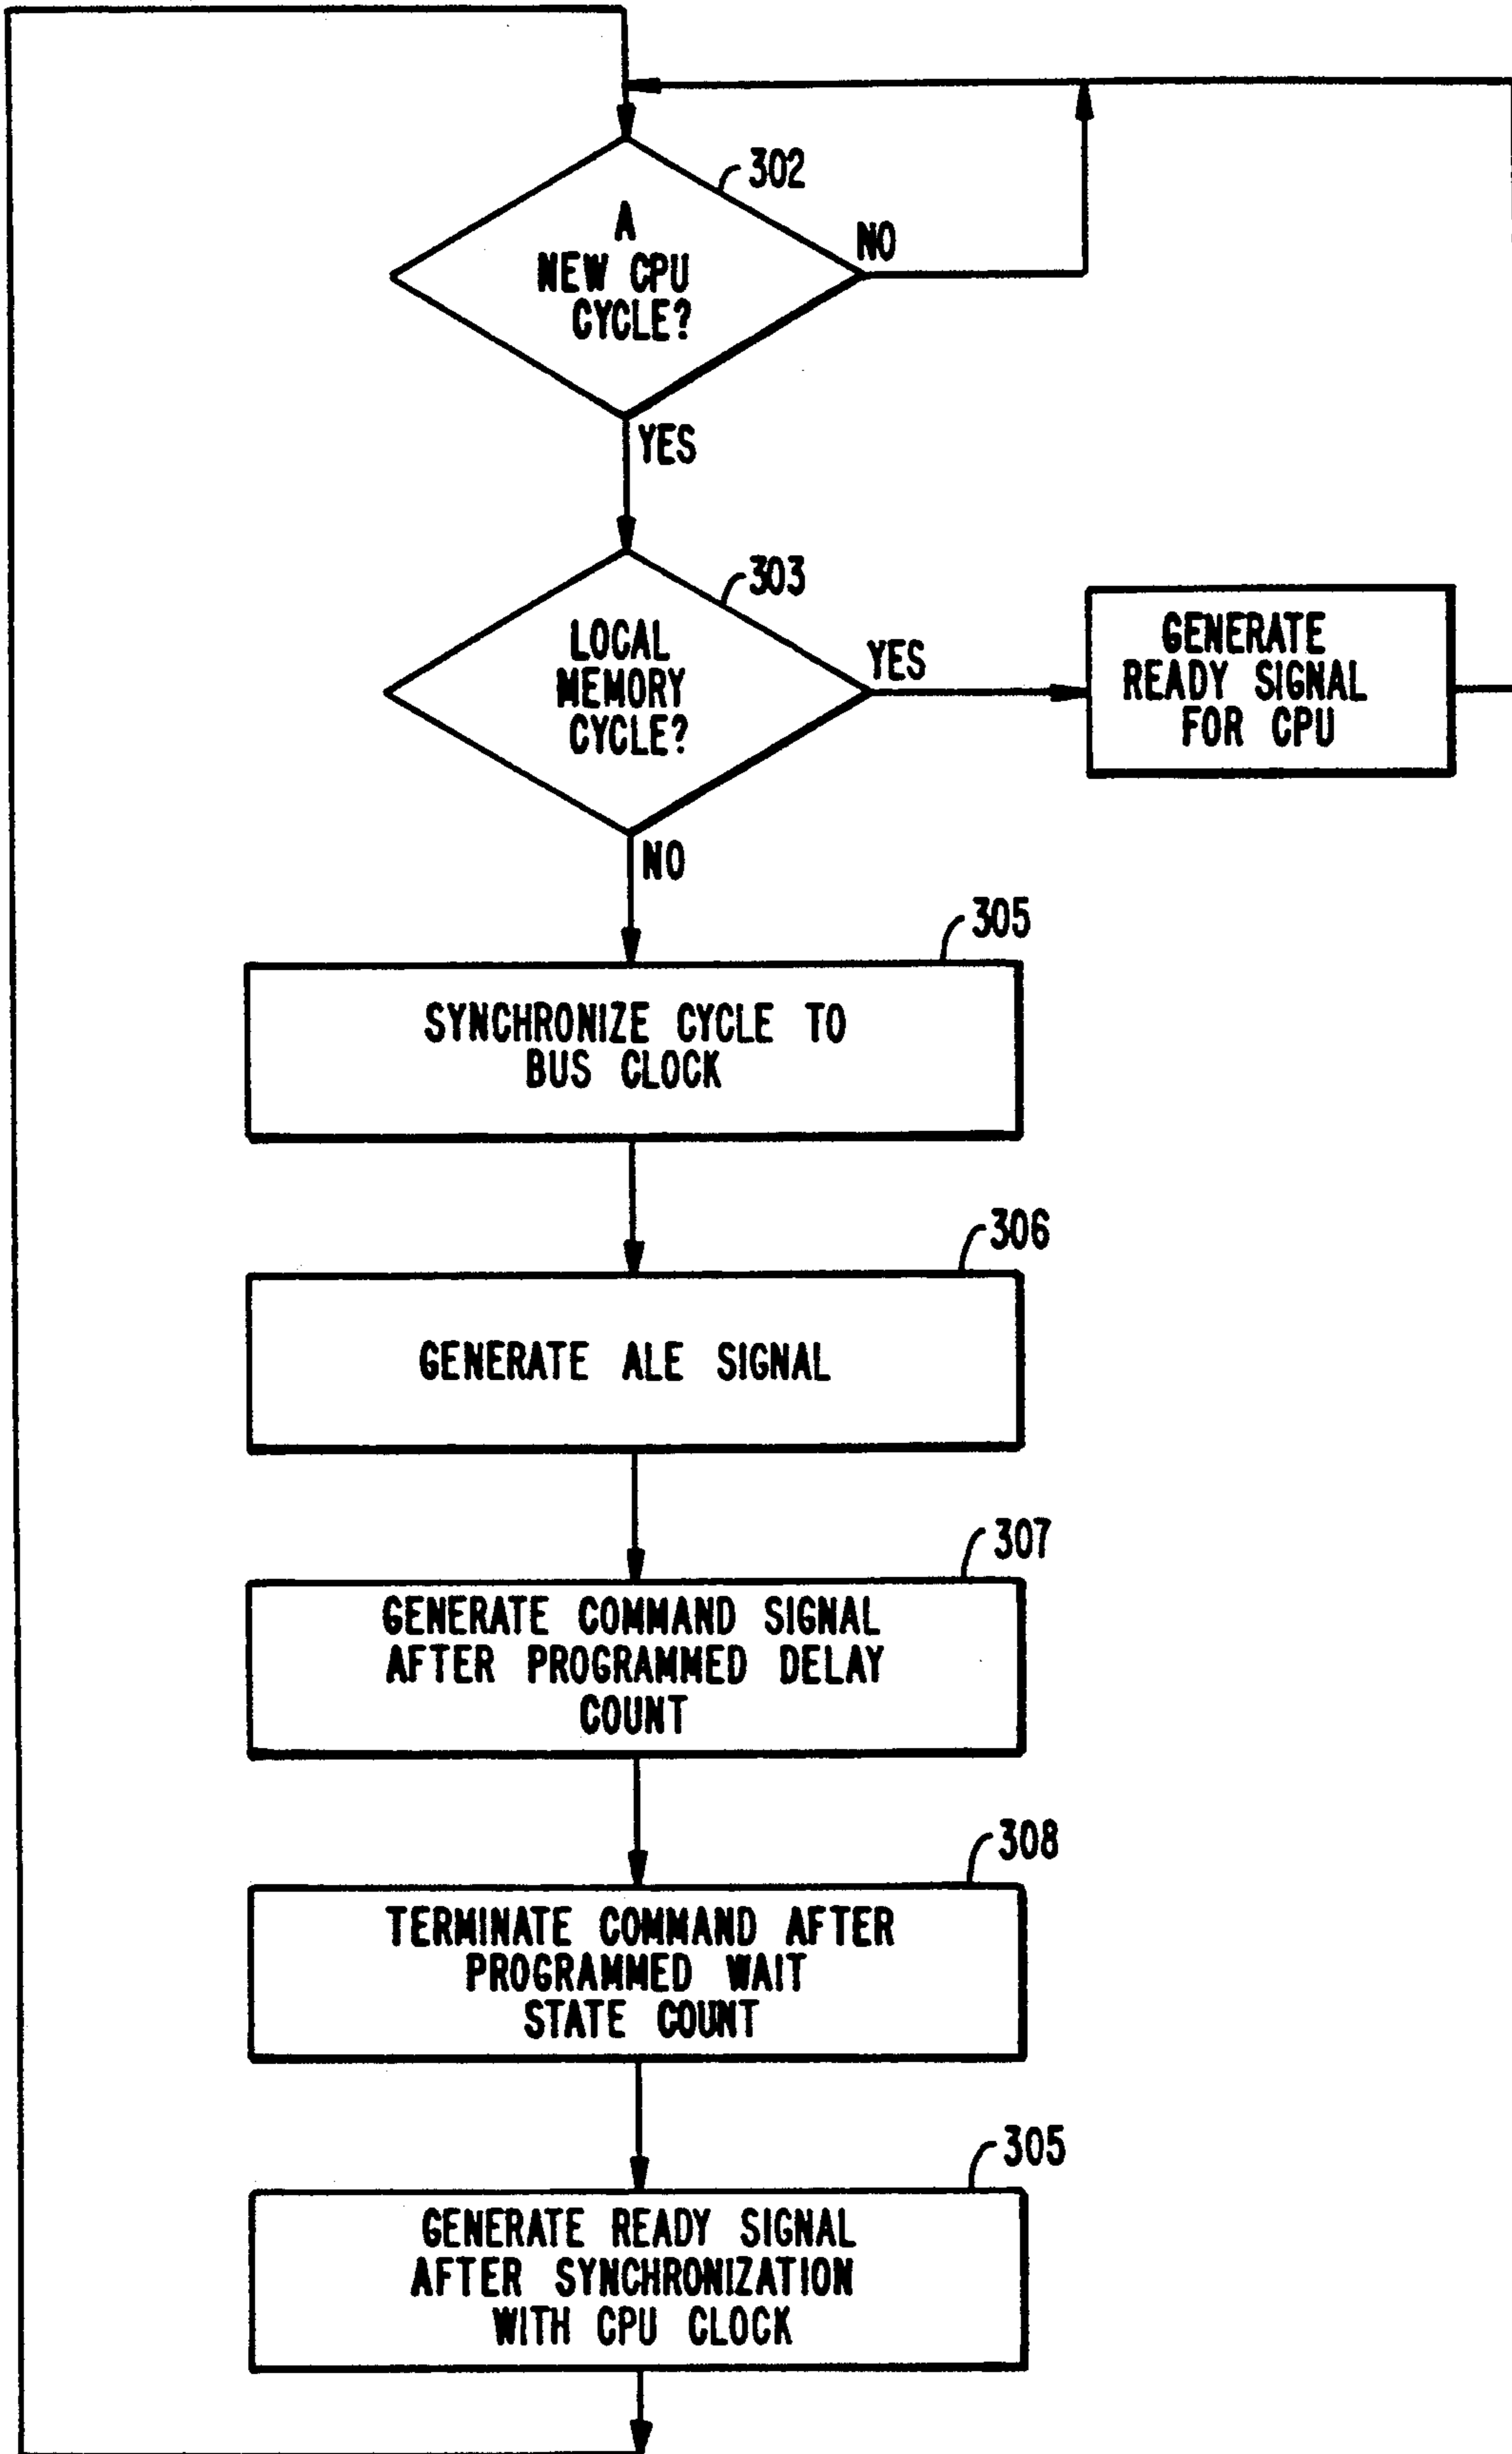 302
A
NEW CPU
CYCLE?
NO
YES
303
LOCAL
MEMORY
CYCLE?
YES
GENERATE
READY SIGNAL
FOR CPU
NO
305
SYNCHRONIZE CYCLE TO
BUS CLOCK
306
GENERATE ALE SIGNAL
307
GENERATE COMMAND SIGNAL
AFTER PROGRAMMED DELAY
COUNT
308
TERMINATE COMMAND AFTER
PROGRAMMED WAIT
STATE COUNT
305
GENERATE READY SIGNAL
AFTER SYNCHRONIZATION
WITH CPU CLOCK